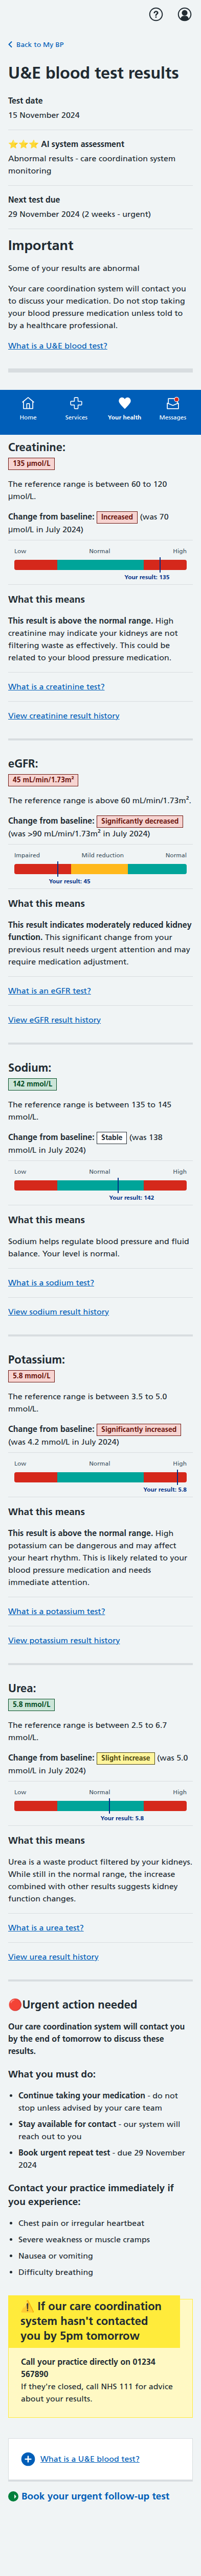 Back to My BP
U&E blood test results
Test date
15 November 2024
⭐⭐⭐ AI system assessment
Abnormal results - care coordination system
monitoring
Next test due
29 November 2024 (2 weeks - urgent)
Important
Some of your results are abnormal
Your care coordination system will contact you
to discuss your medication. Do not stop taking
your blood pressure medication unless told to
by a healthcare professional.
What is a U&E blood test?
Home
Services
Your health
Messages
Creatinine:
135 µmol/L
The reference range is between 60 to 120
µmol/L.
Change from baseline: Increased (was 70
µmol/L in July 2024)
Low Normal High
Your result: 135
What this means
This result is above the normal range. High
creatinine may indicate your kidneys are not
filtering waste as effectively. This could be
related to your blood pressure medication.
What is a creatinine test?
View creatinine result history
eGFR:
45 mL/min/1.73m²
The reference range is above 60 mL/min/1.73m².
Change from baseline: Significantly decreased
(was >90 mL/min/1.73m² in July 2024)
Impaired Mild reduction Normal
Your result: 45
What this means
This result indicates moderately reduced kidney
function. This significant change from your
previous result needs urgent attention and may
require medication adjustment.
What is an eGFR test?
View eGFR result history
Sodium:
142 mmol/L
The reference range is between 135 to 145
mmol/L.
Change from baseline: Stable (was 138
mmol/L in July 2024)
Low Normal High
Your result: 142
What this means
Sodium helps regulate blood pressure and fluid
balance. Your level is normal.
What is a sodium test?
View sodium result history
Potassium:
5.8 mmol/L
The reference range is between 3.5 to 5.0
mmol/L.
Change from baseline: Significantly increased
(was 4.2 mmol/L in July 2024)
Low Normal High
Your result: 5.8
What this means
This result is above the normal range. High
potassium can be dangerous and may affect
your heart rhythm. This is likely related to your
blood pressure medication and needs
immediate attention.
What is a potassium test?
View potassium result history
Urea:
5.8 mmol/L
The reference range is between 2.5 to 6.7
mmol/L.
Change from baseline: Slight increase (was 5.0
mmol/L in July 2024)
Low Normal High
Your result: 5.8
What this means
Urea is a waste product filtered by your kidneys.
While still in the normal range, the increase
combined with other results suggests kidney
function changes.
What is a urea test?
View urea result history
🔴Urgent action needed
Our care coordination system will contact you
by the end of tomorrow to discuss these
results.
What you must do:
• Continue taking your medication - do not
stop unless advised by your care team
• Stay available for contact - our system will
reach out to you
• Book urgent repeat test - due 29 November
2024
Contact your practice immediately if
you experience:
• Chest pain or irregular heartbeat
• Severe weakness or muscle cramps
• Nausea or vomiting
• Difficulty breathing
⚠️ If our care coordination
system hasn't contacted
you by 5pm tomorrow
Call your practice directly on 01234
567890
If they're closed, call NHS 111 for advice
about your results.
What is a U&E blood test?
Book your urgent follow-up test